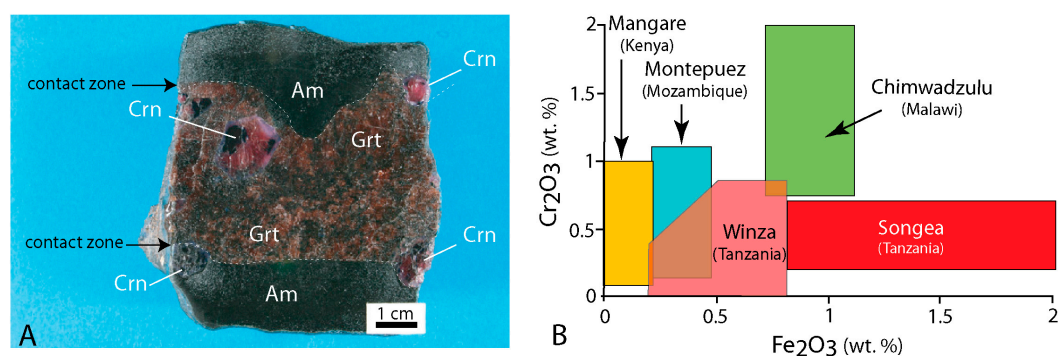 contact zone
Crn
Am
Crn
Grt
contact zone
Grt
Crn
Crn
Am
1 cm
A
Cr2O3 (wt. %)
2
1.5
1
0.5
0
Mangare
(Kenya)
Montepuez
(Mozambique)
Chimwadzulu
(Malawi)
Winza
(Tanzania)
Songea
(Tanzania)
0
0.5
1
1.5
2
Fe2O3 (wt. %)
B